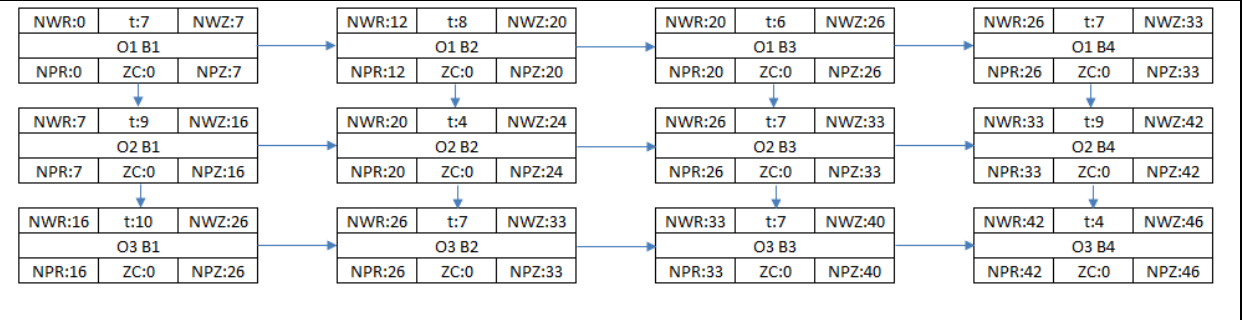 NWR:0 t:7 NWZ:7
O1 B1
NPR:0 ZC:0 NPZ:7
NWR:12 t:8 NWZ:20
O1 B2
NPR:12 ZC:0 NPZ:20
NWR:20 t:6 NWZ:26
O1 B3
NPR:20 ZC:0 NPZ:26
NWR:26 t:7 NWZ:33
O1 B4
NPR:26 ZC:0 NPZ:33
NWR:7 t:9 NWZ:16
O2 B1
NPR:7 ZC:0 NPZ:16
NWR:20 t:4 NWZ:24
O2 B2
NPR:20 ZC:0 NPZ:24
NWR:26 t:7 NWZ:33
O2 B3
NPR:26 ZC:0 NPZ:33
NWR:33 t:9 NWZ:42
O2 B4
NPR:33 ZC:0 NPZ:42
NWR:16 t:10 NWZ:26
O3 B1
NPR:16 ZC:0 NPZ:26
NWR:26 t:7 NWZ:33
O3 B2
NPR:26 ZC:0 NPZ:33
NWR:33 t:7 NWZ:40
O3 B3
NPR:33 ZC:0 NPZ:40
NWR:42 t:4 NWZ:46
O3 B4
NPR:42 ZC:0 NPZ:46